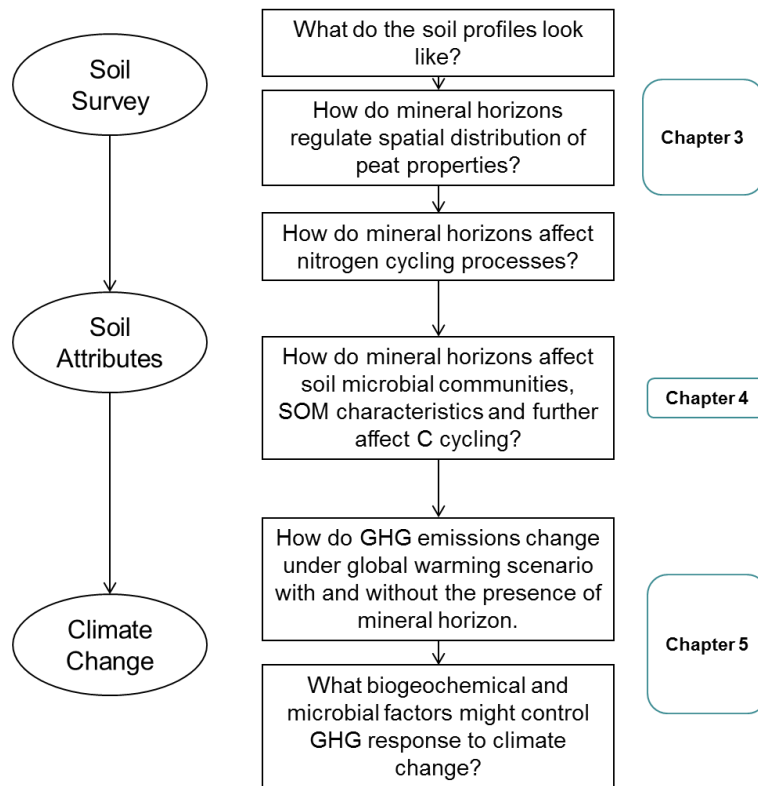 Soil
Survey
What do the soil profiles look
like?
How do mineral horizons
regulate spatial distribution of
peat properties?
Chapter 3
How do mineral horizons affect
nitrogen cycling processes?
Soil
Attributes
How do mineral horizons affect
soil microbial communities,
SOM characteristics and further
affect C cycling?
Chapter 4
How do GHG emissions change
under global warming scenario
with and without the presence of
mineral horizon.
Climate
Change
Chapter 5
What biogeochemical and
microbial factors might control
GHG response to climate
change?